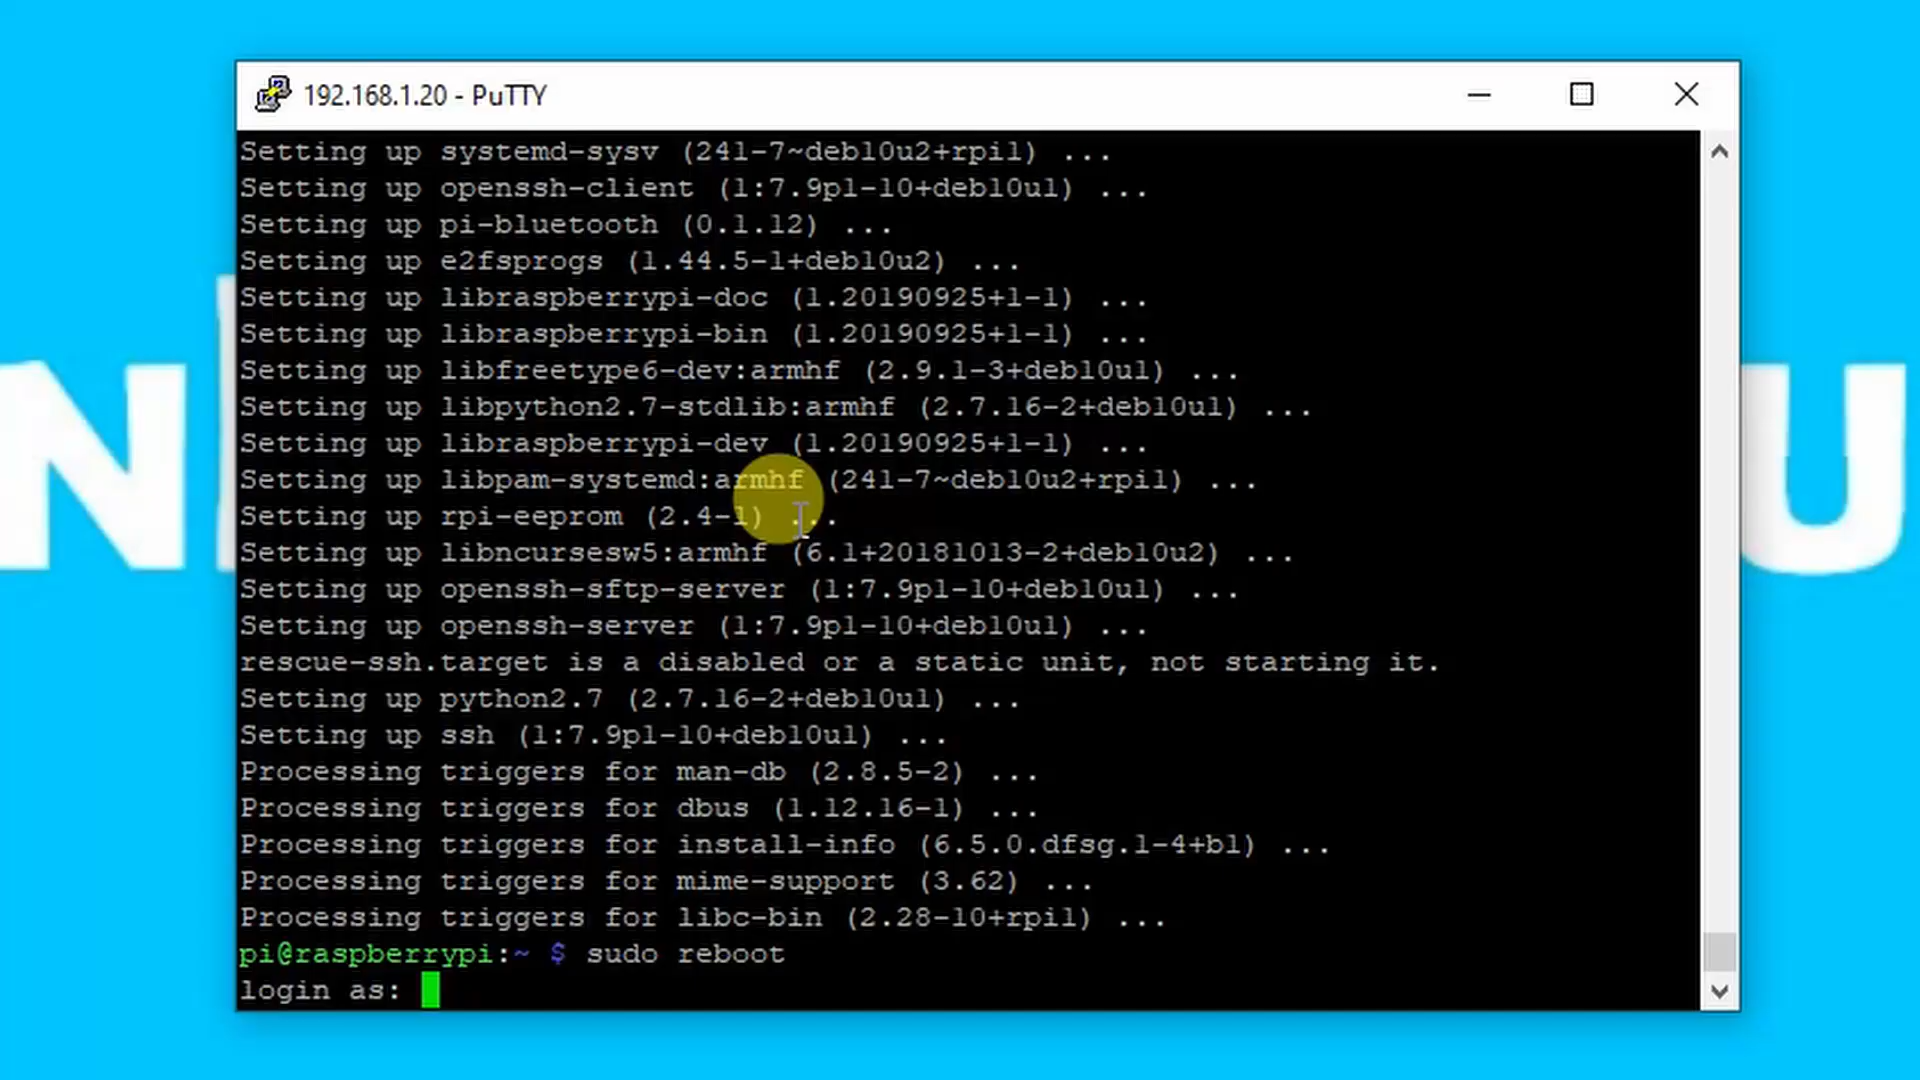 192.168.1.20 - PuTTY
Setting up systemd-sysv (241-7~deb10u2+rpi1) ...
Setting up openssh-client (1:7.9p1-10+deb10u1) ...
Setting up pi-bluetooth (0.1.12) ...
Setting up e2fsprogs (1.44.5-1+deb10u2) ...
Setting up libraspberrypi-doc (1.20190925+1-1) ...
Setting up libraspberrypi-bin (1.20190925+1-1) ...
Setting up libfreetype6-dev:armhf (2.9.1-3+deb10u1) ...
Setting up libpython2.7-stdlib:armhf (2.7.16-2+deb10u1) ...
Setting up libraspberrypi-dev (1.20190925+1-1) ...
Setting up libpam-systemd:armhf (241-7~deb10u2+rpi1) ...
Setting up rpi-eeprom (2.4-1) ...
Setting up libncursesw5:armhf (6.1+20181013-2+deb10u2) ...
Setting up openssh-sftp-server (1:7.9p1-10+deb10u1) ...
Setting up openssh-server (1:7.9p1-10+deb10u1) ...
rescue-ssh.target is a disabled or a static unit, not starting it.
Setting up python2.7 (2.7.16-2+deb10u1) ...
Setting up ssh (1:7.9p1-10+deb10u1) ...
Processing triggers for man-db (2.8.5-2) ...
Processing triggers for dbus (1.12.16-1) ...
Processing triggers for install-info (6.5.0.dfsg.1-4+b1) ...
Processing triggers for mime-support (3.62) ...
Processing triggers for libc-bin (2.28-10+rpi1) ...
pi@raspberrypi:~ $ sudo reboot
login as:
N
U